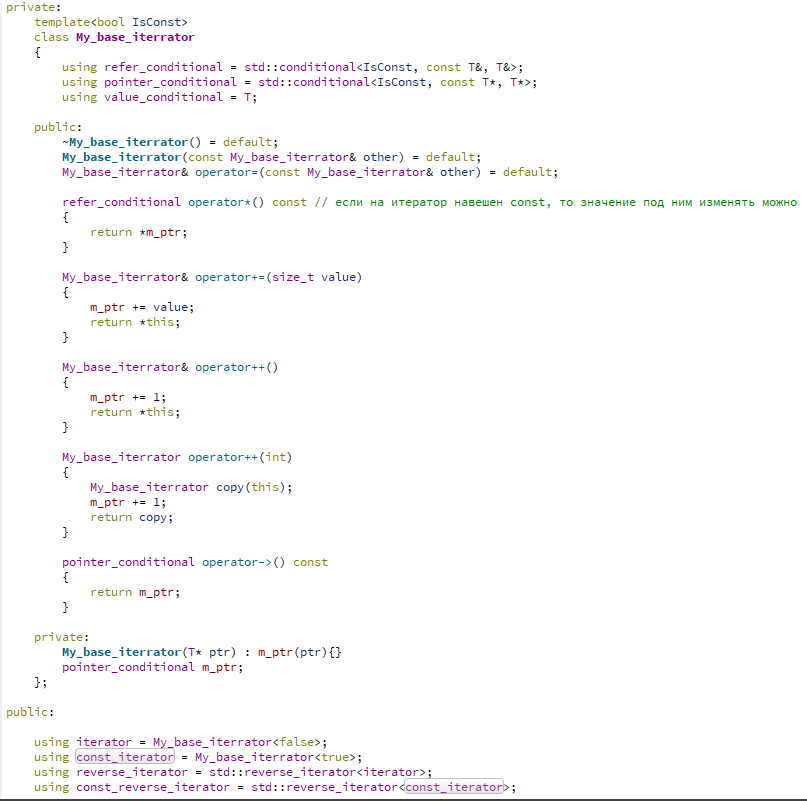 private:
template<bool IsConst>
class My_base_iterrator
{
using refer_conditional = std::conditional<IsConst, const T&, T&>;
using pointer_conditional = std::conditional<IsConst, const T*, T*>;
using value_conditional = T;
public:
~My_base_iterrator() = default;
My_base_iterrator(const My_base_iterrator& other) = default;
My_base_iterrator& operator=(const My_base_iterrator& other) = default;
refer_conditional operator*() const // если на итератор навешен const, то значение под ним изменять можно
{
return *m_ptr;
}
My_base_iterrator& operator+=(size_t value)
{
m_ptr += value;
return *this;
}
My_base_iterrator& operator++()
{
m_ptr += 1;
return *this;
}
My_base_iterrator operator++(int)
{
My_base_iterrator copy(this);
m_ptr += 1;
return copy;
}
pointer_conditional operator->() const
{
return m_ptr;
}
private:
My_base_iterrator(T* ptr) : m_ptr(ptr){}
pointer_conditional m_ptr;
};
public:
using iterator = My_base_iterrator<false>;
using const_iterator = My_base_iterrator<true>;
using reverse_iterator = std::reverse_iterator<iterator>;
using const_reverse_iterator = std::reverse_iterator<const_iterator>;